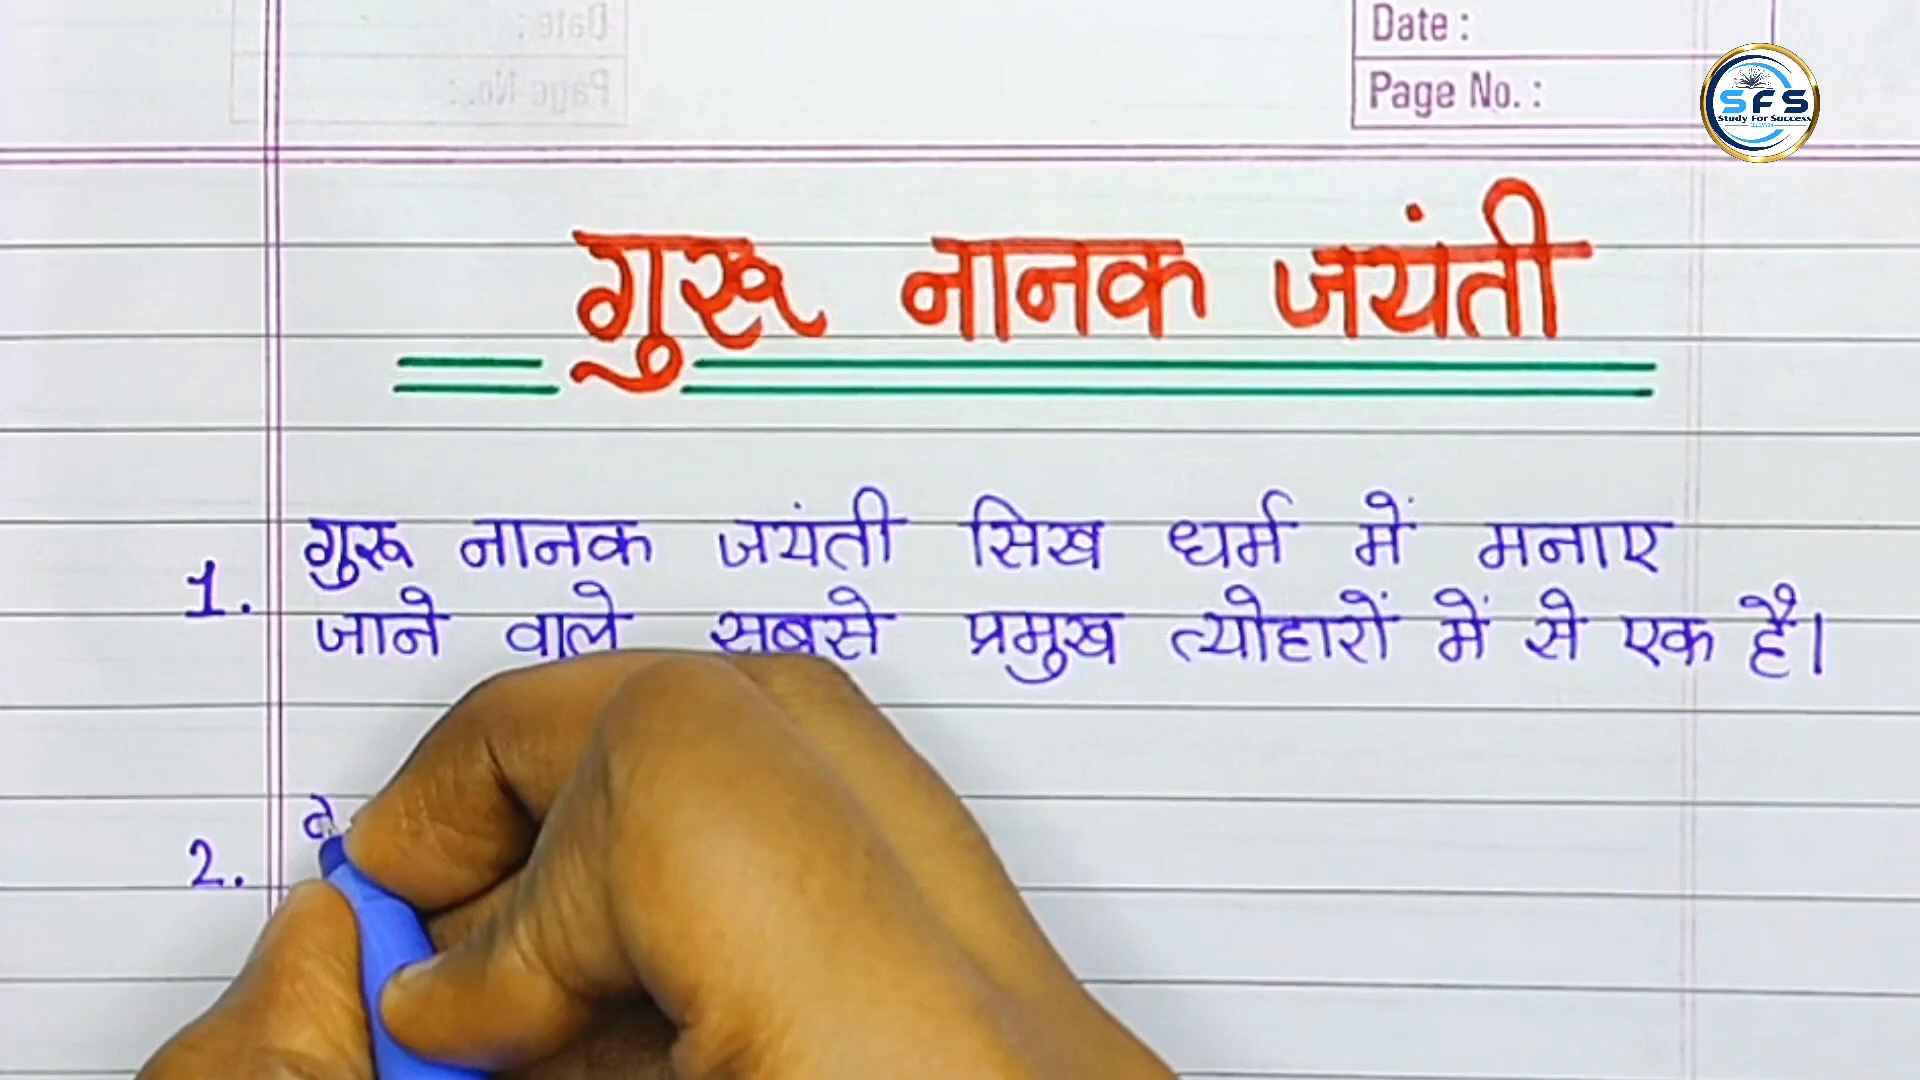 Date :
Page No. :
SFS
Study For Success
गुरू नानक जयंती
1. गुरू नानक जयंती सिख धर्म में मनाए
जाने वाले सबसे प्रमुख त्योहारों में से एक है।
2.